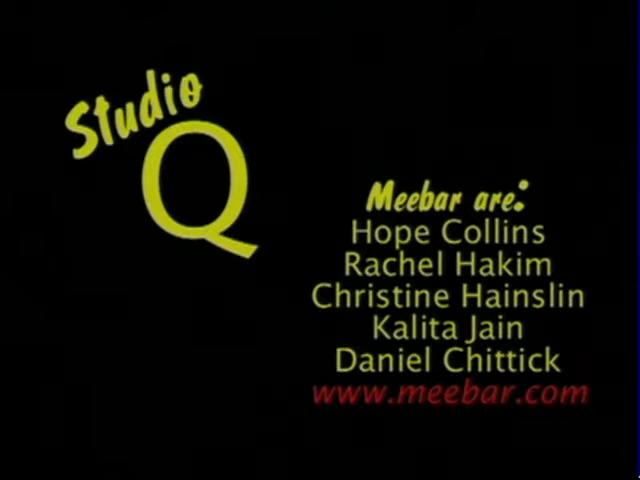 Studio
Q
Meebar are:
Hope Collins
Rachel Hakim
Christine Hainslin
Kalita Jain
Daniel Chittick
www.meebar.com